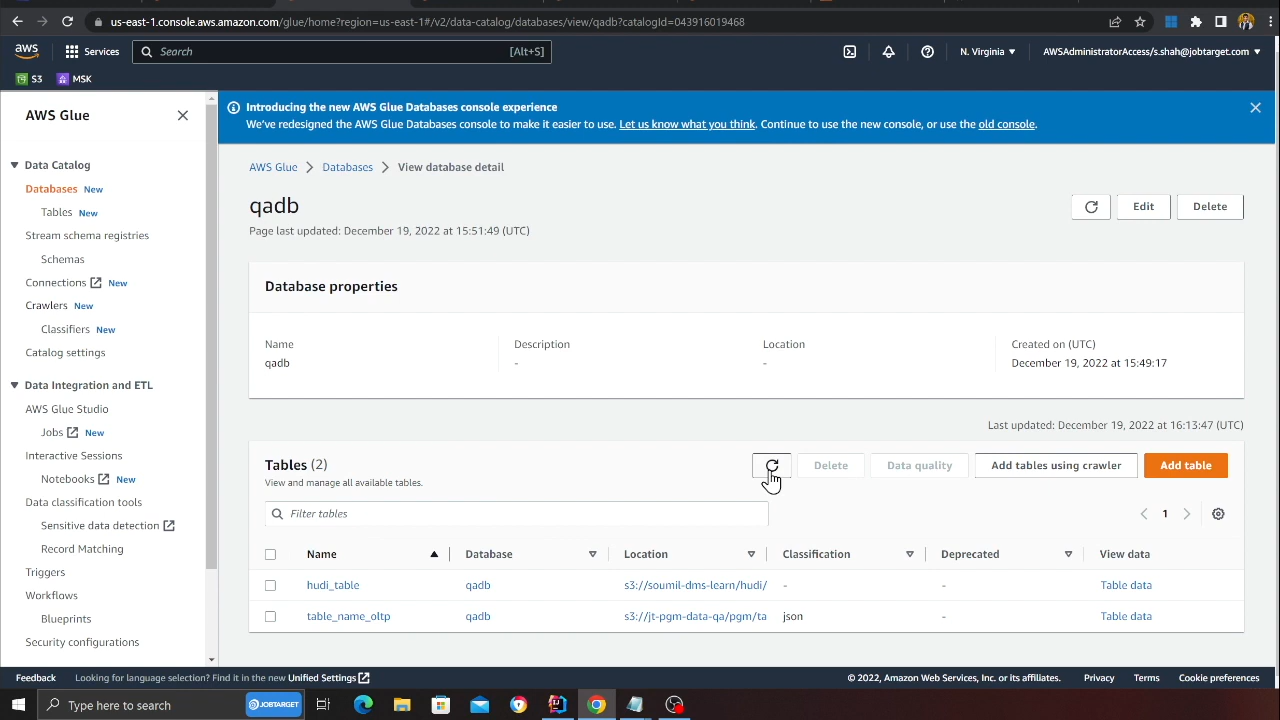 us-east-1.console.aws.amazon.com/glue/home?region=us-east-1#/v2/data-catalog/databases/view/qadb?catalogId=043916019468
aws
Services
Search
[Alt+S]
N. Virginia
AWSAdministratorAccess/s.shah@jobtarget.com
S3
MSK
AWS Glue
Data Catalog
Databases New
Tables New
Stream schema registries
Schemas
Connections New
Crawlers New
Classifiers New
Catalog settings
Data Integration and ETL
AWS Glue Studio
Jobs New
Interactive Sessions
Notebooks New
Data classification tools
Sensitive data detection
Record Matching
Triggers
Workflows
Blueprints
Security configurations
Introducing the new AWS Glue Databases console experience
We've redesigned the AWS Glue Databases console to make it easier to use. Let us know what you think. Continue to use the new console, or use the old console.
AWS Glue > Databases > View database detail
qadb
Page last updated: December 19, 2022 at 15:51:49 (UTC)
Edit
Delete
Database properties
Name
qadb
Description
-
Location
-
Created on (UTC)
December 19, 2022 at 15:49:17
Last updated: December 19, 2022 at 16:13:47 (UTC)
Tables (2)
View and manage all available tables.
Delete
Data quality
Add tables using crawler
Add table
Filter tables
1
Name Database Location Classification Deprecated View data
hudi_table qadb s3://soumil-dms-learn/hudi/ - - Table data
table_name_oltp qadb s3://jt-pgm-data-qa/pgm/ta json - Table data
Feedback
Looking for language selection? Find it in the new Unified Settings
© 2022, Amazon Web Services, Inc. or its affiliates.
Privacy
Terms
Cookie preferences
Type here to search
JOBTARGET